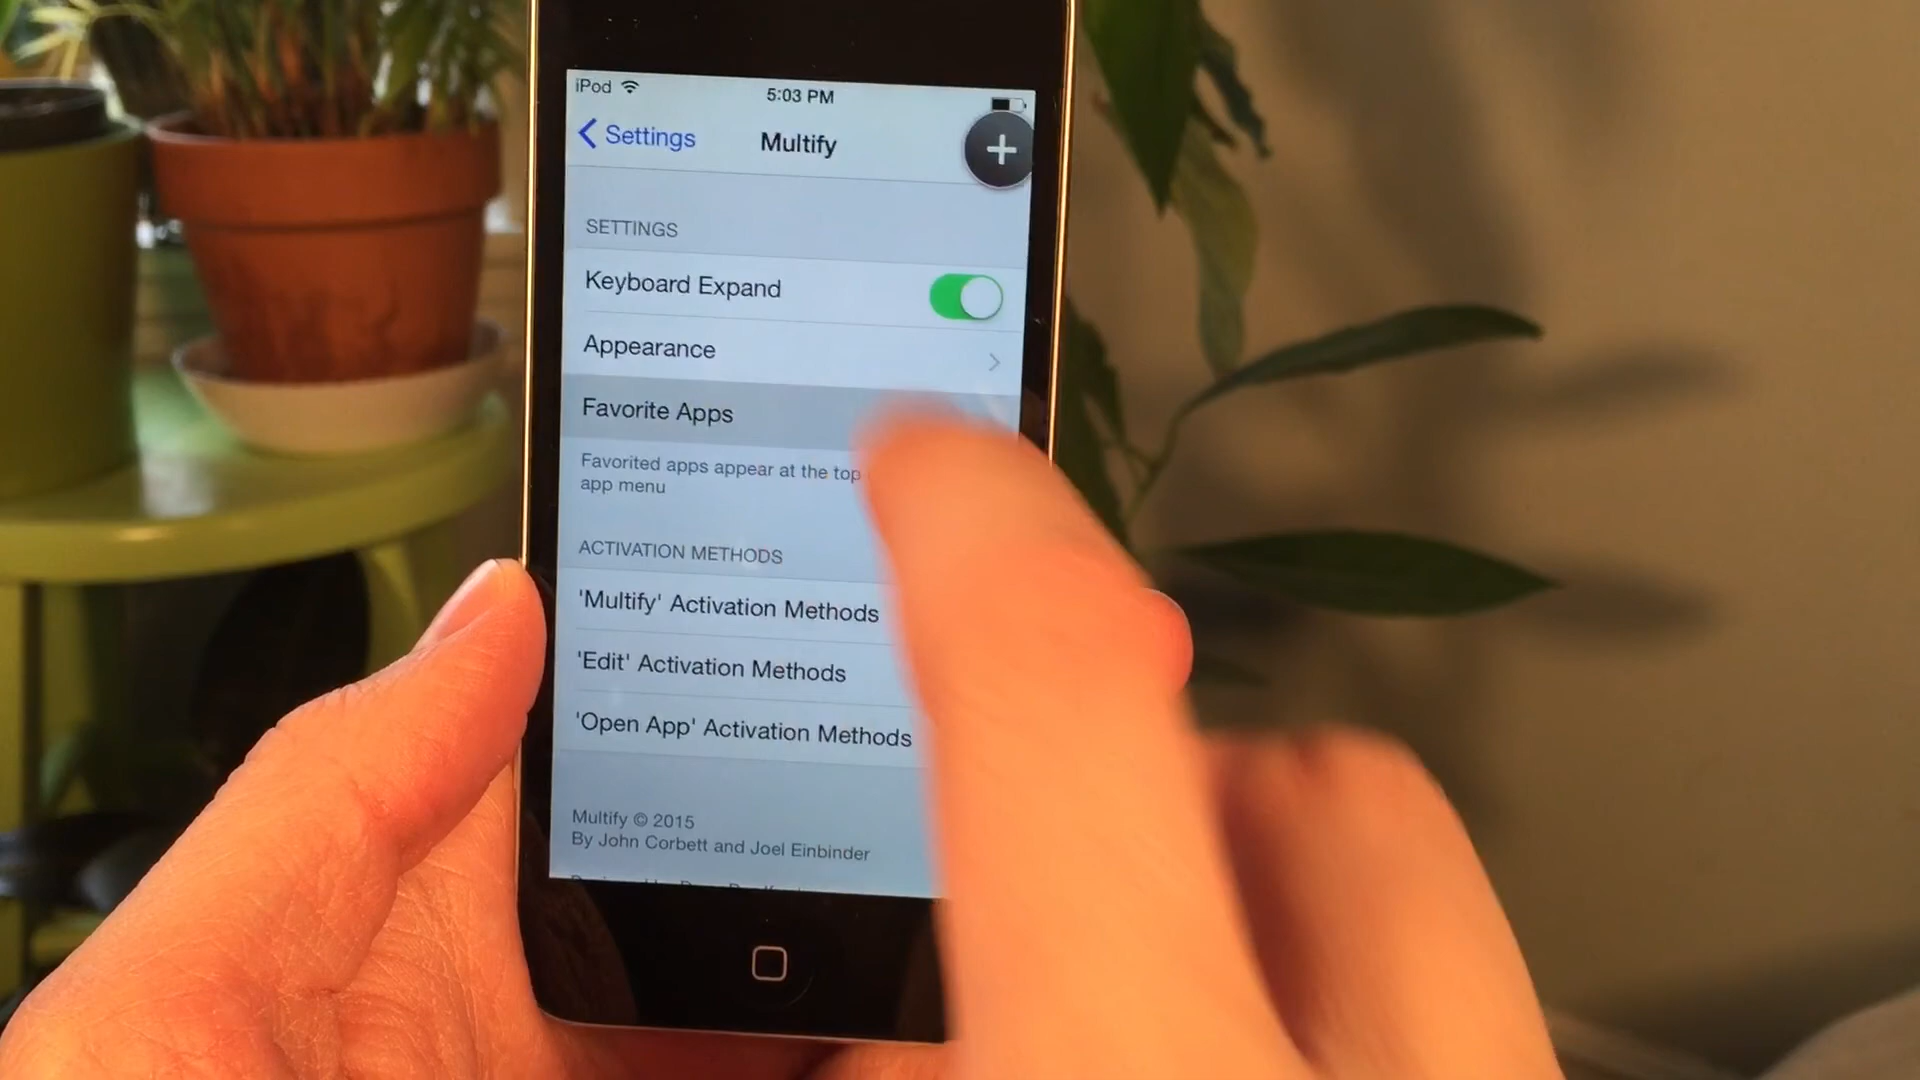 iPod
5:03 PM
Settings
Multify
SETTINGS
Keyboard Expand
Appearance
Favorite Apps
Favorited apps appear at the top
app menu
ACTIVATION METHODS
'Multify' Activation Methods
'Edit' Activation Methods
'Open App' Activation Methods
Multify © 2015
By John Corbett and Joel Einbinder